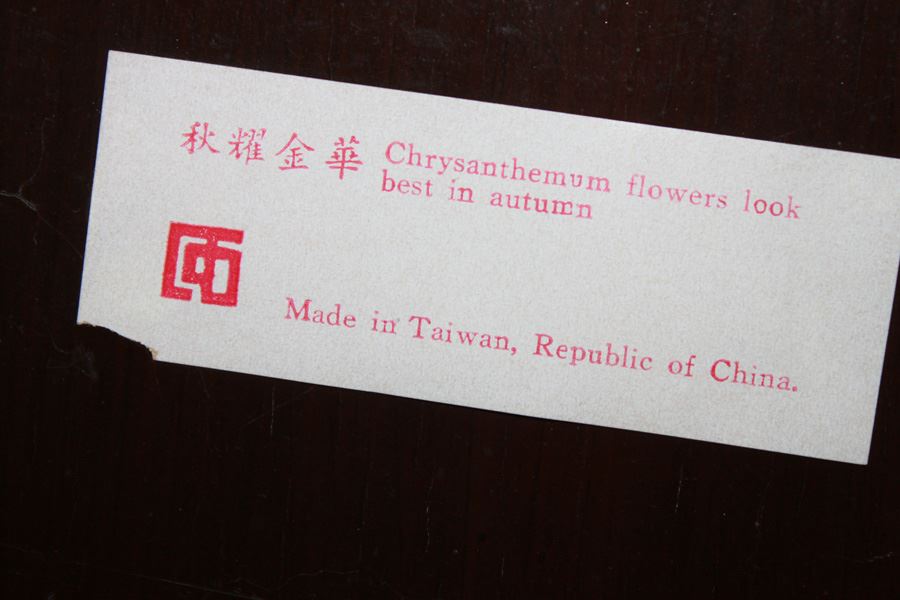 秋耀金華
Chrysanthemum flowers look
best in autumn
Made in Taiwan, Republic of China.